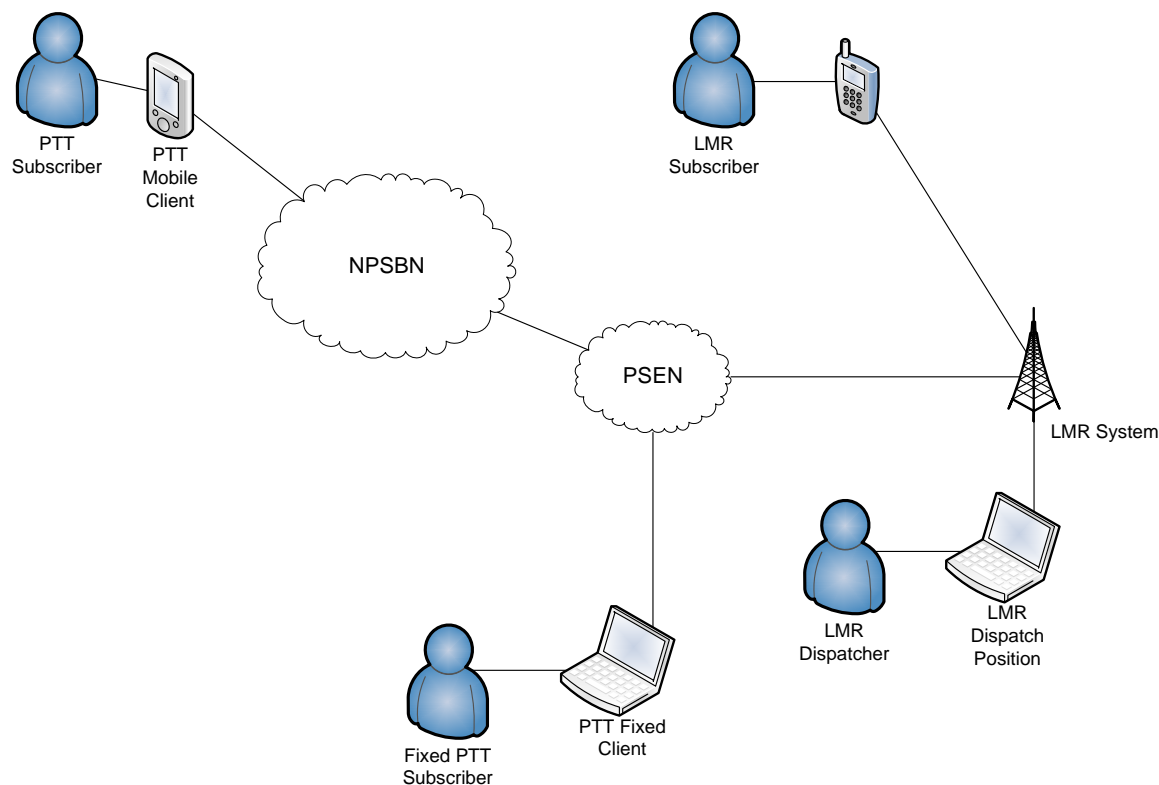 PTT
Subscriber
PTT
Mobile
Client
LMR
Subscriber
NPSBN
PSEN
LMR System
LMR
Dispatcher
LMR
Dispatch
Position
Fixed PTT
Subscriber
PTT Fixed
Client